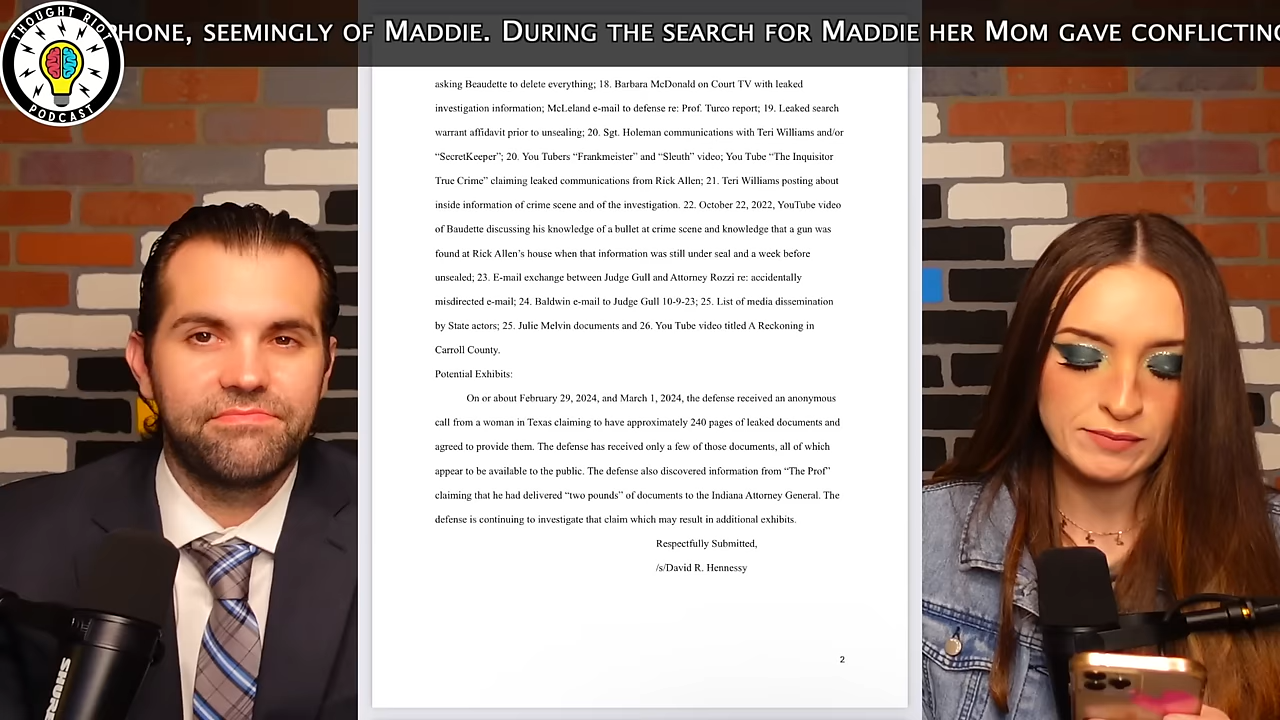 PHONE, SEEMINGLY OF MADDIE. DURING THE SEARCH FOR MADDIE HER MOM GAVE CONFLICTING
THOUGHT RIOT
PODCAST
asking Beaudette to delete everything; 18. Barbara McDonald on Court TV with leaked
investigation information; McLeland e-mail to defense re: Prof. Turco report; 19. Leaked search
warrant affidavit prior to unsealing; 20. Sgt. Holeman communications with Teri Williams and/or
“SecretKeeper”; 20. You Tubers “Frankmeister” and “Sleuth” video; You Tube “The Inquisitor
True Crime” claiming leaked communications from Rick Allen; 21. Teri Williams posting about
inside information of crime scene and of the investigation. 22. October 22, 2022, YouTube video
of Baudette discussing his knowledge of a bullet at crime scene and knowledge that a gun was
found at Rick Allen’s house when that information was still under seal and a week before
unsealed; 23. E-mail exchange between Judge Gull and Attorney Rozzi re: accidentally
misdirected e-mail; 24. Baldwin e-mail to Judge Gull 10-9-23; 25. List of media dissemination
by State actors; 25. Julie Melvin documents and 26. You Tube video titled A Reckoning in
Carroll County.
Potential Exhibits:
On or about February 29, 2024, and March 1, 2024, the defense received an anonymous
call from a woman in Texas claiming to have approximately 240 pages of leaked documents and
agreed to provide them. The defense has received only a few of those documents, all of which
appear to be available to the public. The defense also discovered information from “The Prof”
claiming that he had delivered “two pounds” of documents to the Indiana Attorney General. The
defense is continuing to investigate that claim which may result in additional exhibits.
Respectfully Submitted,
/s/David R. Hennessy
2
SHURE